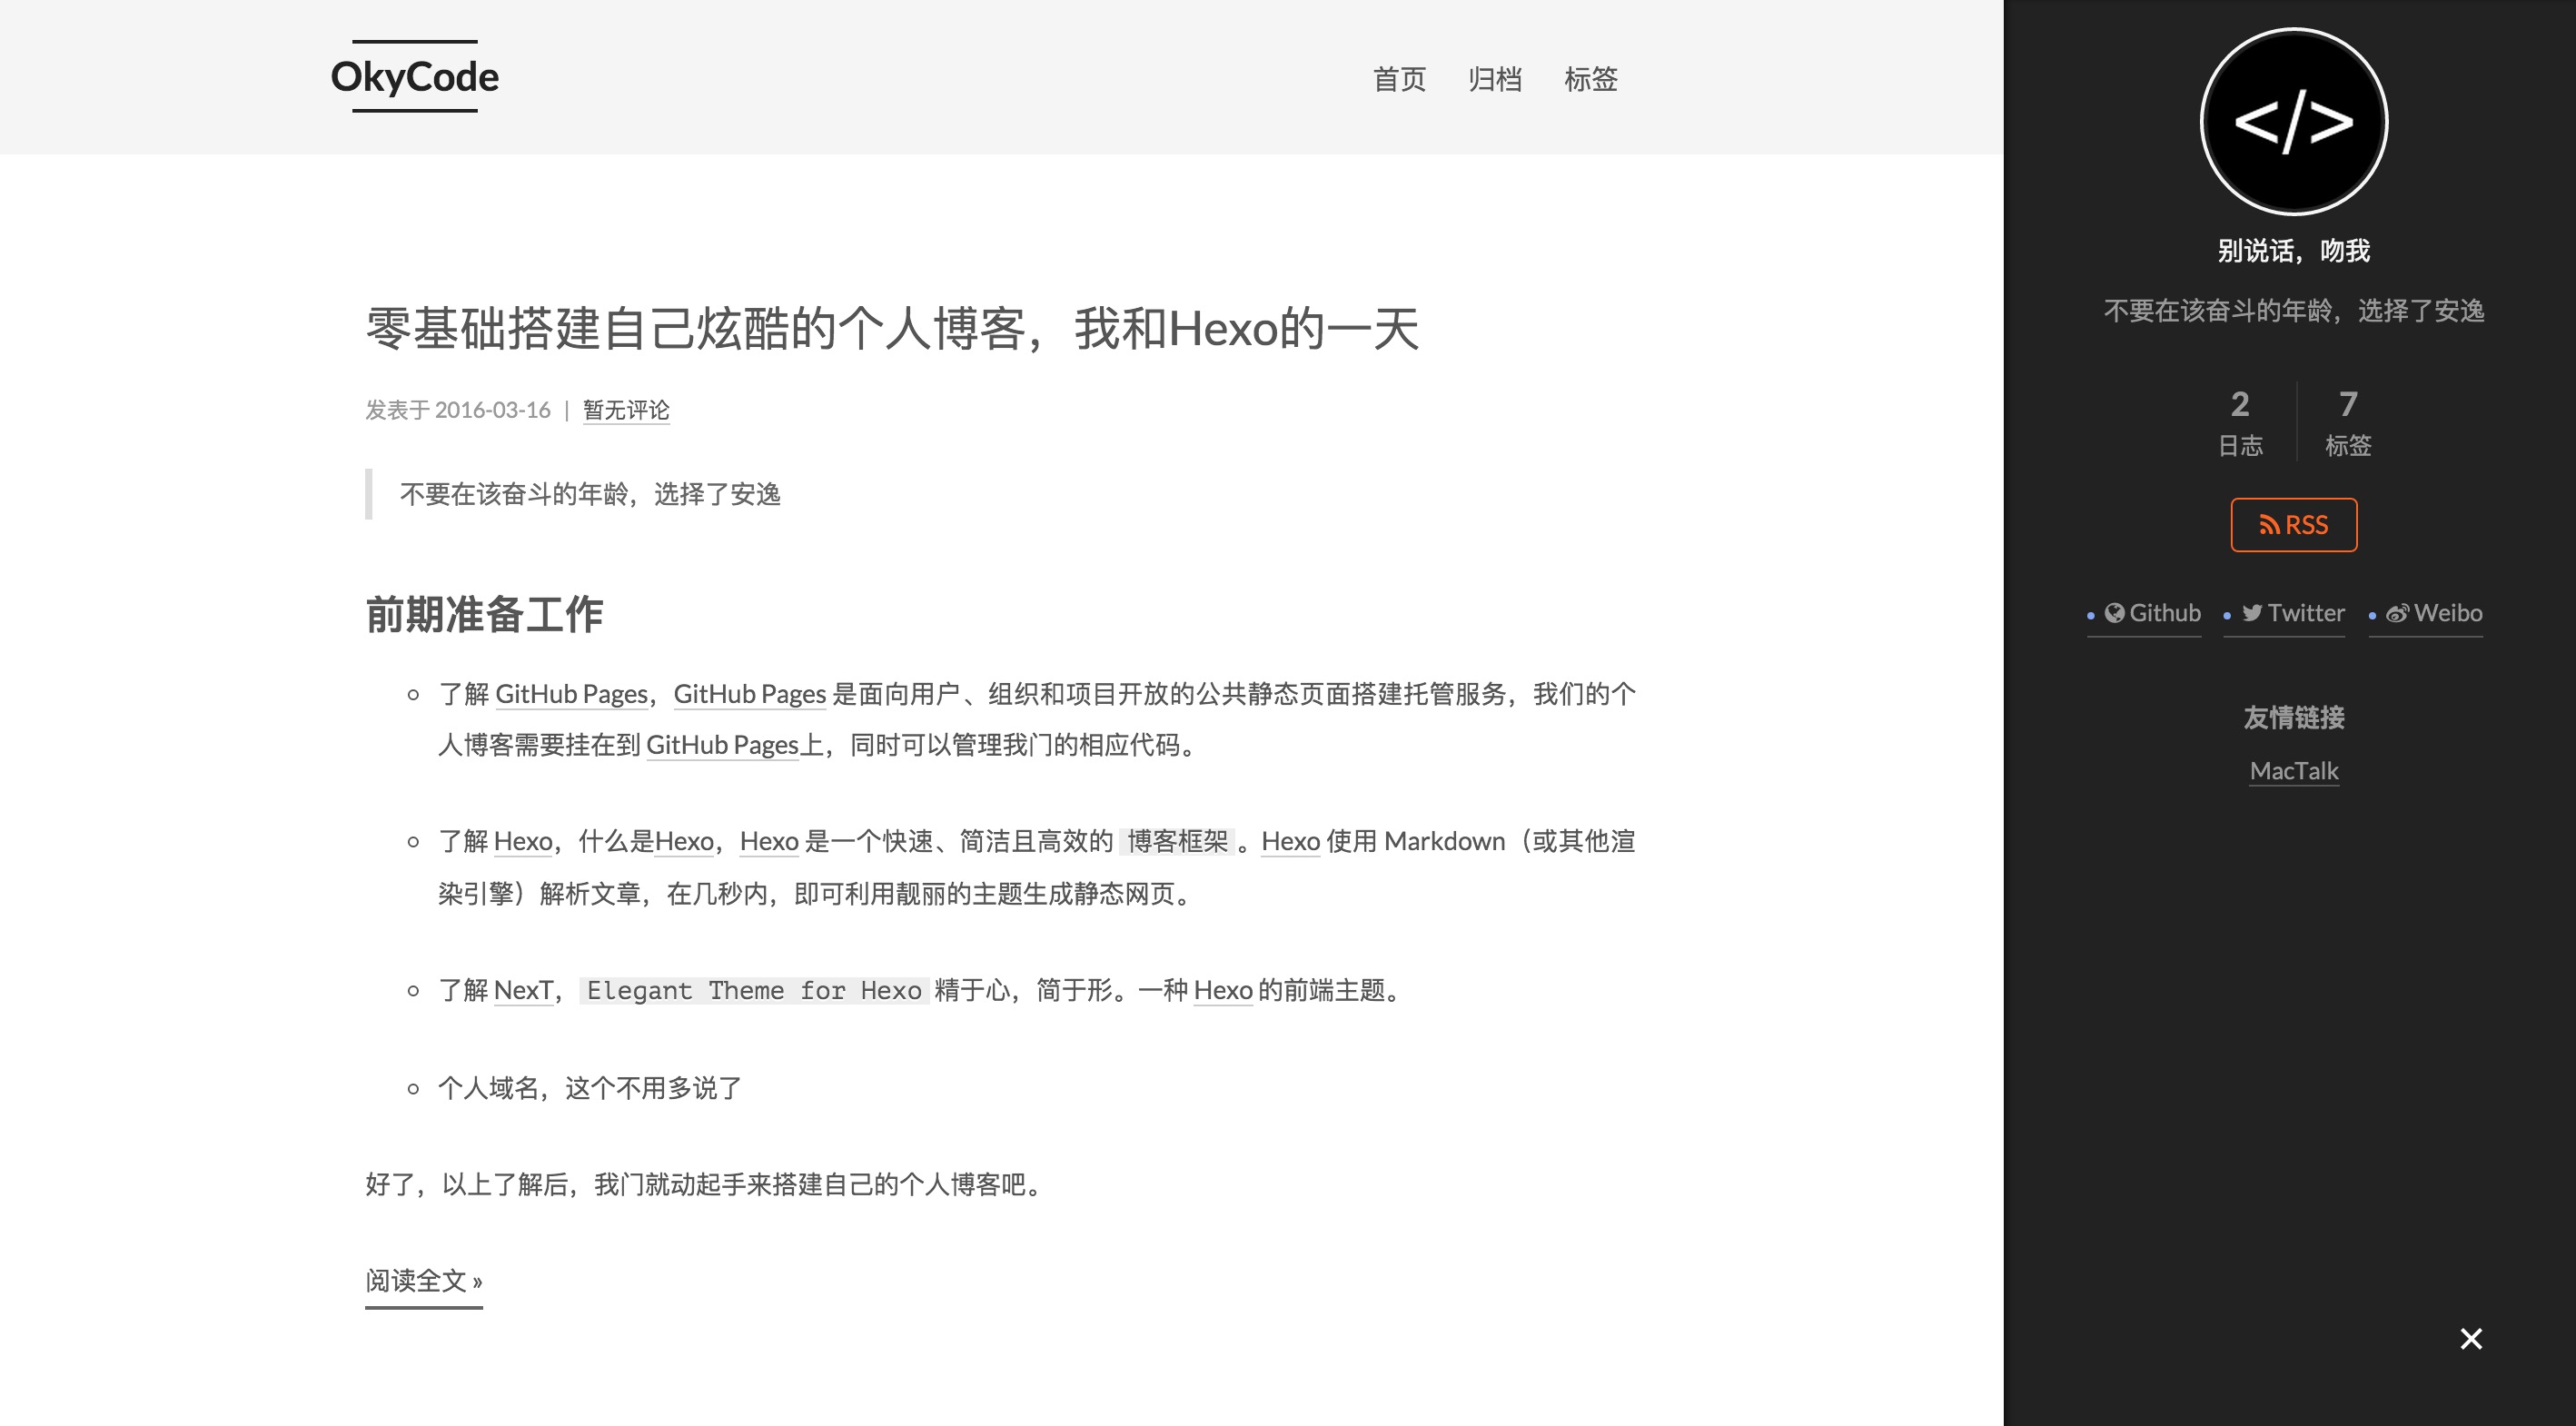 OkyCode
首页 归档 标签
零基础搭建自己炫酷的个人博客，我和Hexo的一天
发表于 2016-03-16 | 暂无评论
不要在该奋斗的年龄，选择了安逸
前期准备工作
了解 GitHub Pages，GitHub Pages 是面向用户、组织和项目开放的公共静态页面搭建托管服务，我们的个
人博客需要挂在到 GitHub Pages上，同时可以管理我门的相应代码。
了解 Hexo，什么是Hexo，Hexo 是一个快速、简洁且高效的 博客框架 。Hexo 使用 Markdown（或其他渲
染引擎）解析文章，在几秒内，即可利用靓丽的主题生成静态网页。
了解 NexT，Elegant Theme for Hexo 精于心，简于形。一种 Hexo 的前端主题。
个人域名，这个不用多说了
好了，以上了解后，我门就动起手来搭建自己的个人博客吧。
阅读全文 »
</>
别说话，吻我
不要在该奋斗的年龄，选择了安逸
2 7
日志 标签
RSS
Github Twitter Weibo
友情链接
MacTalk